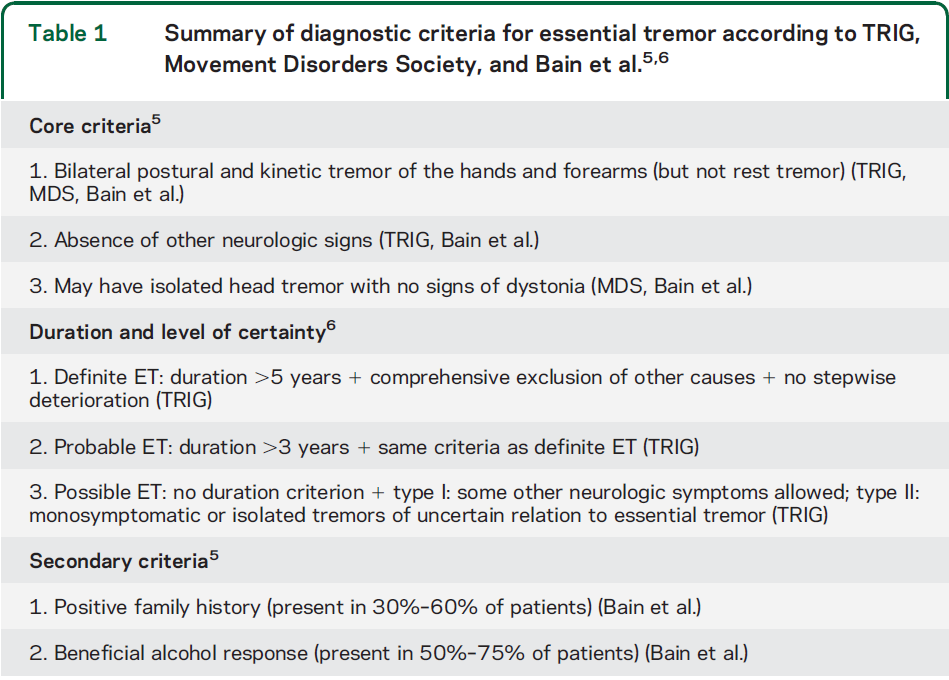 Table 1 Summary of diagnostic criteria for essential tremor according to TRIG,
Movement Disorders Society, and Bain et al.5,6
Core criteria5
1. Bilateral postural and kinetic tremor of the hands and forearms (but not rest tremor) (TRIG,
MDS, Bain et al.)
2. Absence of other neurologic signs (TRIG, Bain et al.)
3. May have isolated head tremor with no signs of dystonia (MDS, Bain et al.)
Duration and level of certainty6
1. Definite ET: duration >5 years + comprehensive exclusion of other causes + no stepwise
deterioration (TRIG)
2. Probable ET: duration >3 years + same criteria as definite ET (TRIG)
3. Possible ET: no duration criterion + type I: some other neurologic symptoms allowed; type II:
monosymptomatic or isolated tremors of uncertain relation to essential tremor (TRIG)
Secondary criteria5
1. Positive family history (present in 30%–60% of patients) (Bain et al.)
2. Beneficial alcohol response (present in 50%–75% of patients) (Bain et al.)